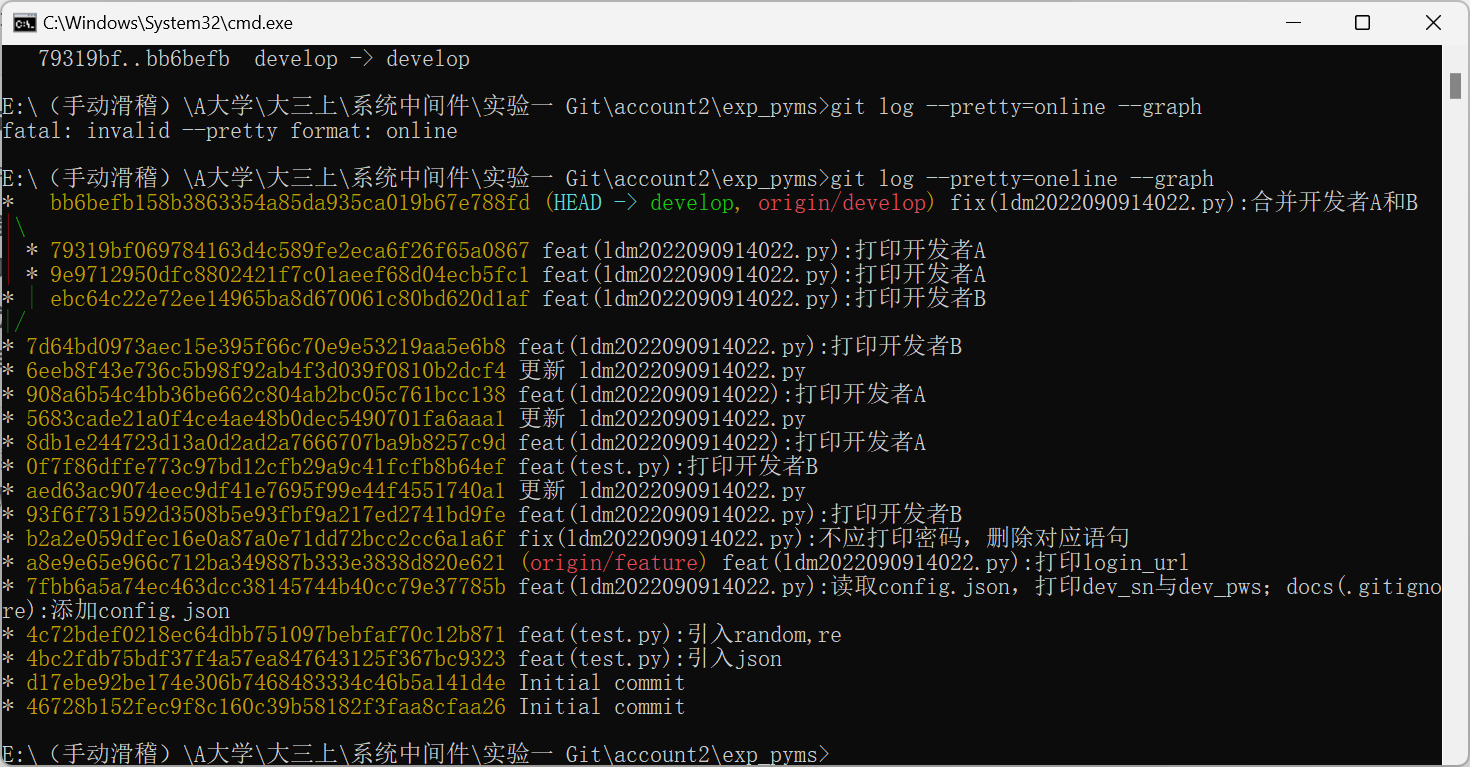 C:\Windows\System32\cmd.exe
79319bf..bb6befb  develop -> develop
E:\（手动滑稽）\A大学\大三上\系统中间件\实验一 Git\account2\exp_pyms>git log --pretty=online --graph
fatal: invalid --pretty format: online
E:\（手动滑稽）\A大学\大三上\系统中间件\实验一 Git\account2\exp_pyms>git log --pretty=oneline --graph
*   bb6befb158b3863354a85da935ca019b67e788fd (HEAD -> develop, origin/develop) fix(ldm2022090914022.py):合并开发者A和B
|\
| * 79319bf069784163d4c589fe2eca6f26f65a0867 feat(ldm2022090914022.py):打印开发者A
| * 9e9712950dfc8802421f7c01aeef68d04ecb5fc1 feat(ldm2022090914022.py):打印开发者A
* | ebc64c22e72ee14965ba8d670061c80bd620d1af feat(ldm2022090914022.py):打印开发者B
|/
* 7d64bd0973aec15e395f66c70e9e53219aa5e6b8 feat(ldm2022090914022.py):打印开发者B
* 6eeb8f43e736c5b98f92ab4f3d039f0810b2dcf4 更新 ldm2022090914022.py
* 908a6b54c4bb36be662c804ab2bc05c761bcc138 feat(ldm2022090914022):打印开发者A
* 5683cade21a0f4ce4ae48b0dec5490701fa6aaa1 更新 ldm2022090914022.py
* 8db1e244723d13a0d2ad2a7666707ba9b8257c9d feat(ldm2022090914022):打印开发者A
* 0f7f86dffe773c97bd12cfb29a9c41fcfb8b64ef feat(test.py):打印开发者B
* aed63ac9074eec9df41e7695f99e44f4551740a1 更新 ldm2022090914022.py
* 93f6f731592d3508b5e93fbf9a217ed2741bd9fe feat(ldm2022090914022.py):打印开发者B
* b2a2e059dfec16e0a87a0e71dd72bcc2cc6a1a6f fix(ldm2022090914022.py):不应打印密码，删除对应语句
* a8e9e65e966c712ba349887b333e3838d820e621 (origin/feature) feat(ldm2022090914022.py):打印login_url
* 7fbb6a5a74ec463dcc38145744b40cc79e37785b feat(ldm2022090914022.py):读取config.json，打印dev_sn与dev_pws；docs(.gitigno
re):添加config.json
* 4c72bdef0218ec64dbb751097bebfaf70c12b871 feat(test.py):引入random,re
* 4bc2fdb75bdf37f4a57ea847643125f367bc9323 feat(test.py):引入json
* d17ebe92be174e306b7468483334c46b5a141d4e Initial commit
* 46728b152fec9f8c160c39b58182f3faa8cfaa26 Initial commit
E:\（手动滑稽）\A大学\大三上\系统中间件\实验一 Git\account2\exp_pyms>